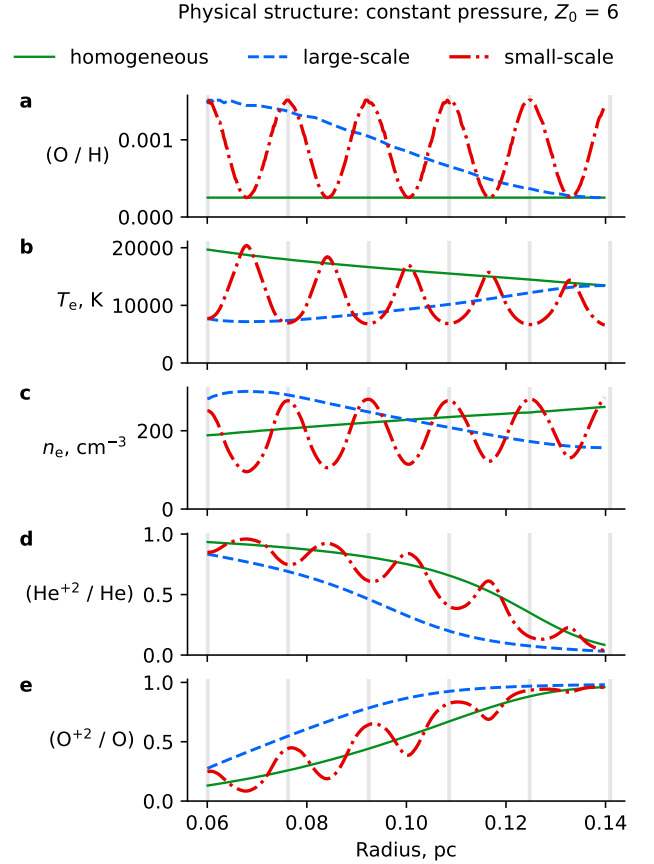 Physical structure: constant pressure, Z₀ = 6
homogeneous large-scale small-scale
a
(O / H)
0.001
0.000
b
Tₑ, K
20000
10000
0
c
nₑ, cm⁻³
200
0
d
(He⁺² / He)
1.0
0.5
0.0
e
(O⁺² / O)
1.0
0.5
0.0
0.06 0.08 0.10 0.12 0.14
Radius, pc